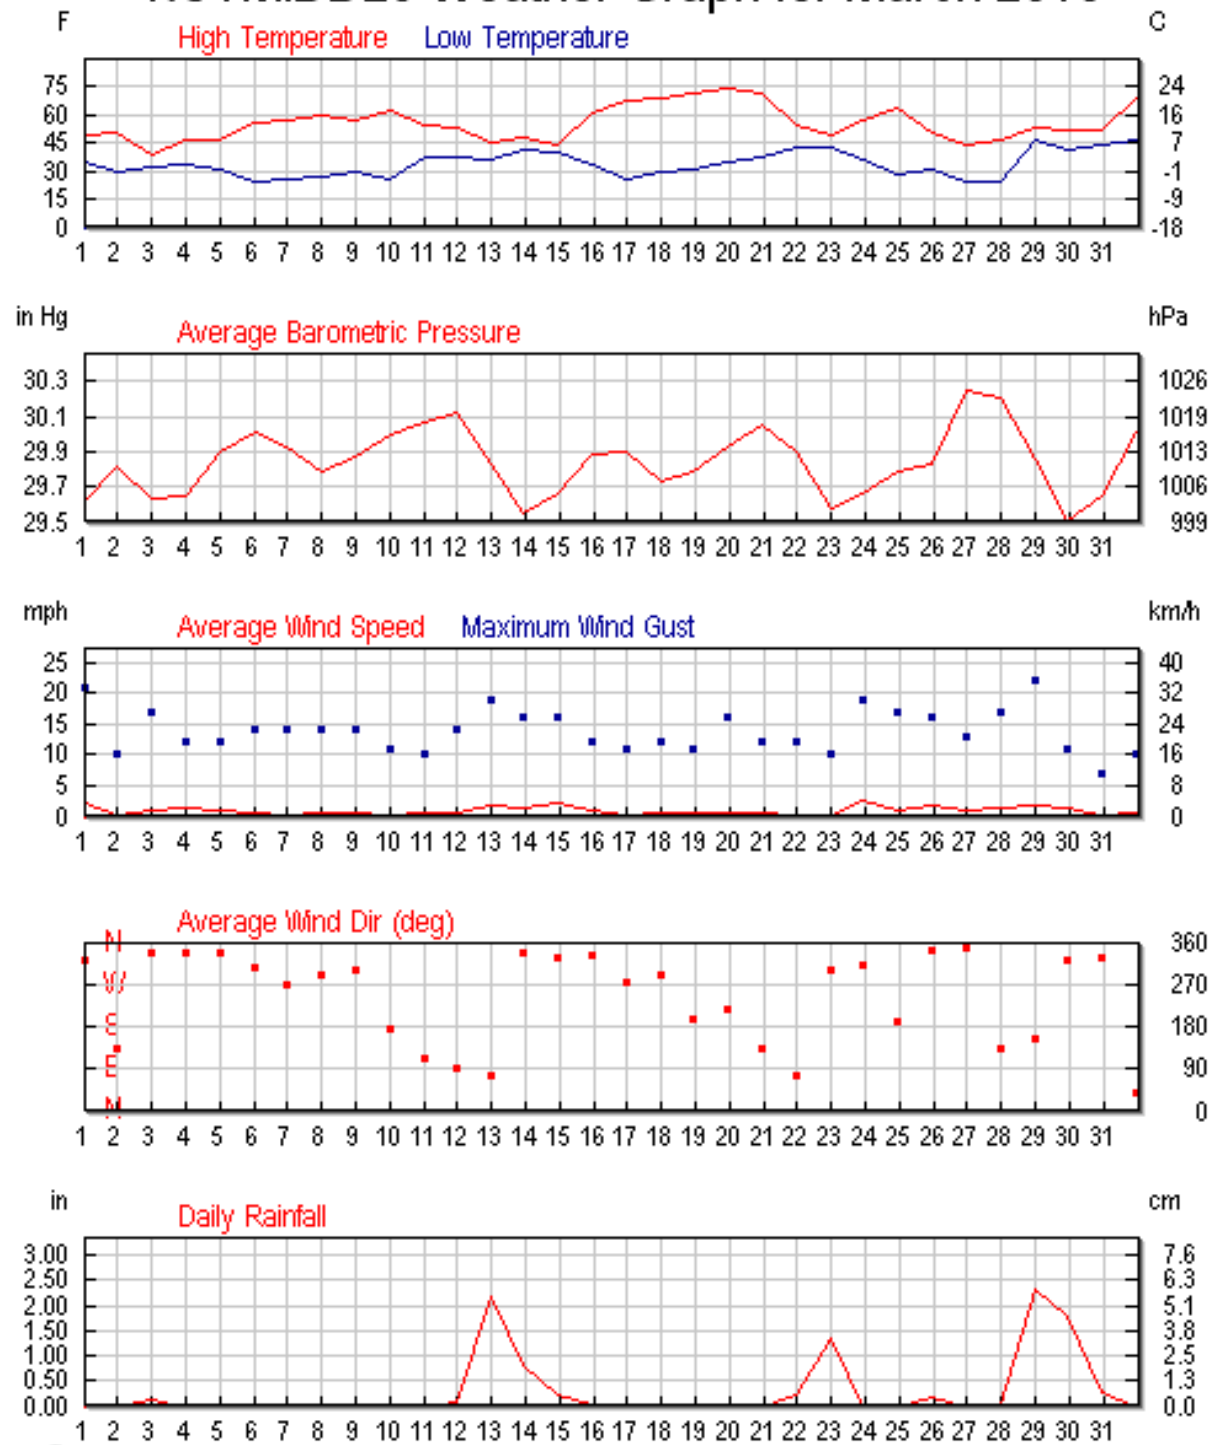 Weather Graph for March 2010
F C
High Temperature Low Temperature
75 24
60 16
45 7
30 -1
15 -9
0 -18
1 2 3 4 5 6 7 8 9 10 11 12 13 14 15 16 17 18 19 20 21 22 23 24 25 26 27 28 29 30 31
in Hg hPa
Average Barometric Pressure
30.3 1026
30.1 1019
29.9 1013
29.7 1006
29.5 999
1 2 3 4 5 6 7 8 9 10 11 12 13 14 15 16 17 18 19 20 21 22 23 24 25 26 27 28 29 30 31
mph km/h
Average Wind Speed Maximum Wind Gust
25 40
20 32
15 24
10 16
5 8
0 0
1 2 3 4 5 6 7 8 9 10 11 12 13 14 15 16 17 18 19 20 21 22 23 24 25 26 27 28 29 30 31
Average Wind Dir (deg)
N 360
W 270
S 180
E 90
N 0
1 2 3 4 5 6 7 8 9 10 11 12 13 14 15 16 17 18 19 20 21 22 23 24 25 26 27 28 29 30 31
in cm
Daily Rainfall
3.00 7.6
2.50 6.3
2.00 5.1
1.50 3.8
1.00 2.5
0.50 1.3
0.00 0.0
1 2 3 4 5 6 7 8 9 10 11 12 13 14 15 16 17 18 19 20 21 22 23 24 25 26 27 28 29 30 31